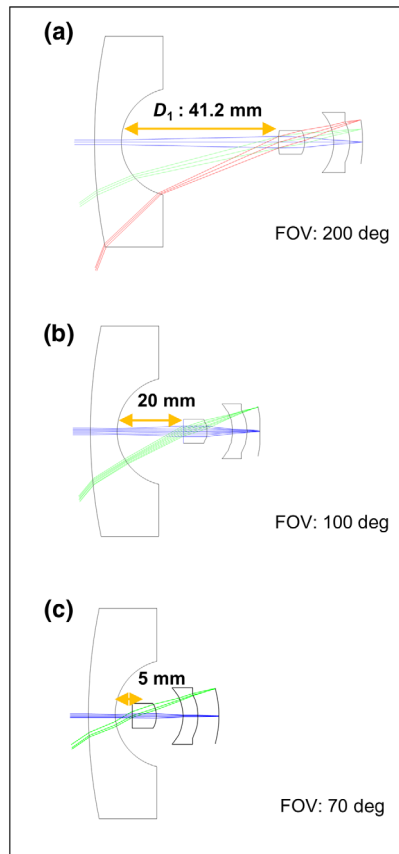 (a)
D₁ : 41.2 mm
FOV: 200 deg
(b)
20 mm
FOV: 100 deg
(c)
5 mm
FOV: 70 deg